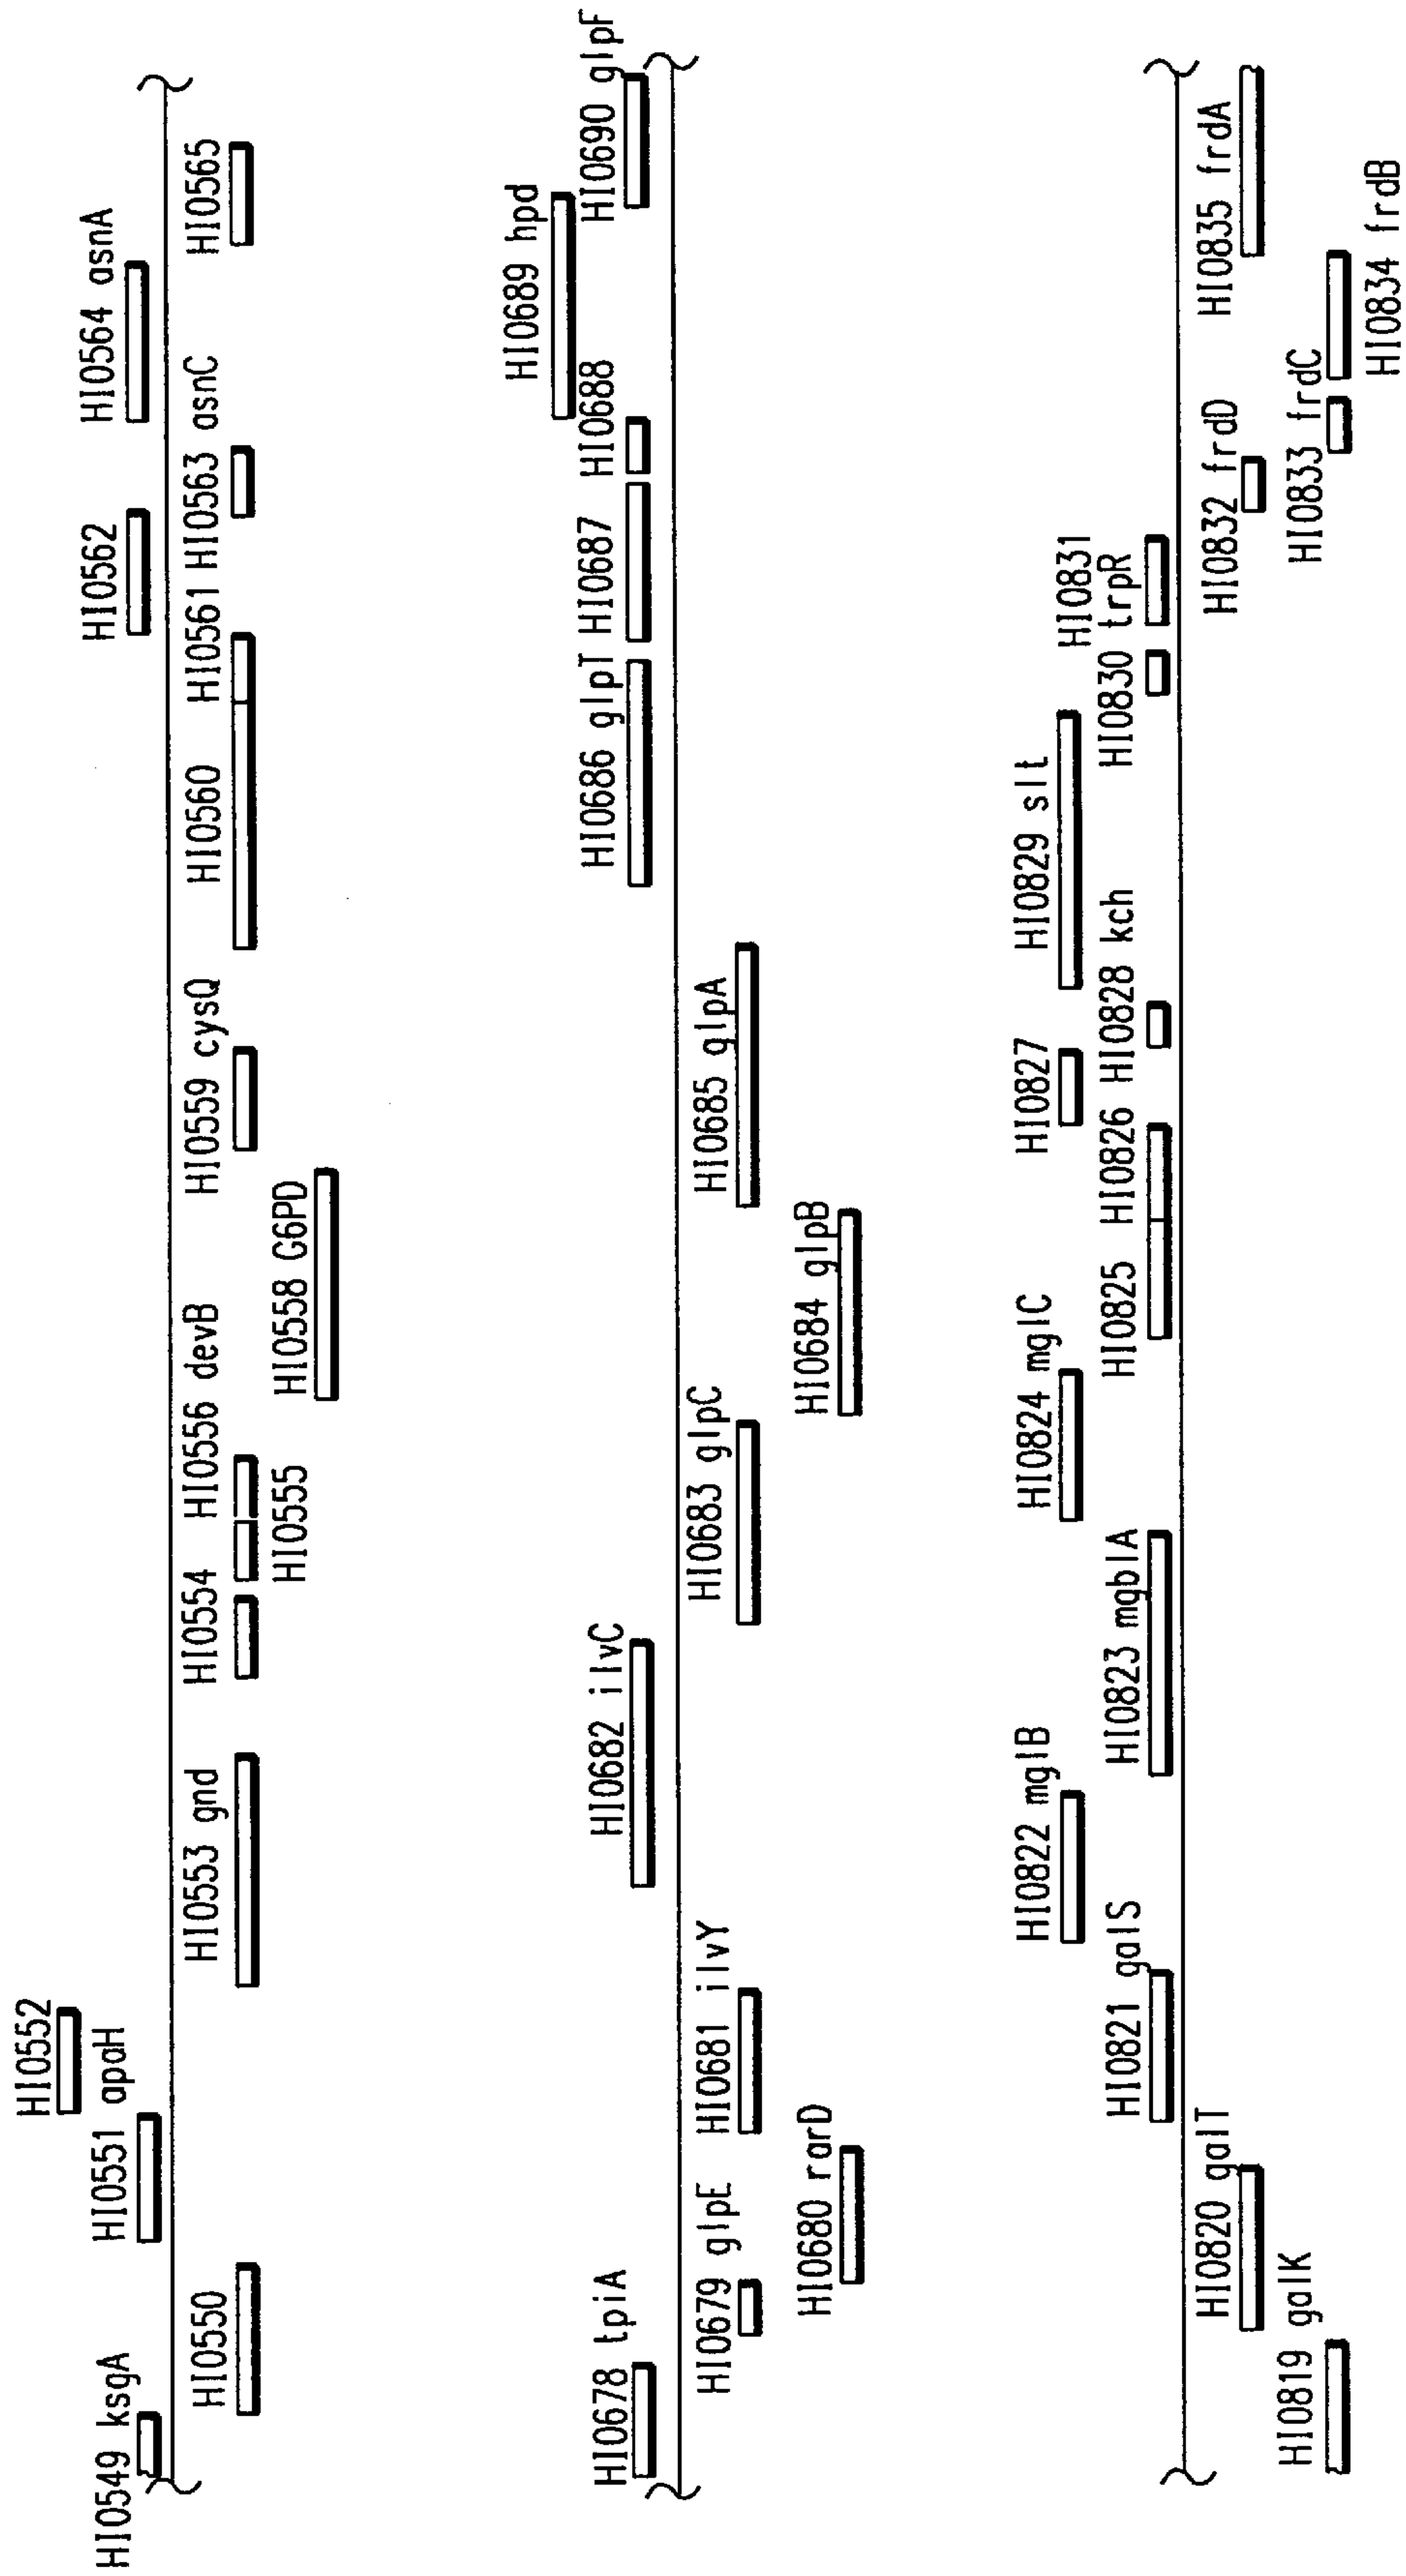 HI0549 ksgA
HI0550
HI0551 apaH
HI0552
HI0553 gnd
HI0554
HI0555
HI0556 devB
HI0558 G6PD
HI0559 cysQ
HI0560
HI0561
HI0562
HI0563 asnC
HI0564 asnA
HI0565
HI0678 tpiA
HI0679 glpE
HI0680 rarD
HI0681 ilvY
HI0682 ilvC
HI0683 glpC
HI0684 glpB
HI0685 glpA
HI0686 glpT
HI0687
HI0688
HI0689 hpd
HI0690 glpF
HI0819 galK
HI0820 galT
HI0821 galS
HI0822 mglB
HI0823 mgblA
HI0824 mglC
HI0825
HI0826
HI0827
HI0828 kch
HI0829 slt
HI0830
HI0831
trpR
HI0832 frdD
HI0833 frdC
HI0834 frdB
HI0835 frdA